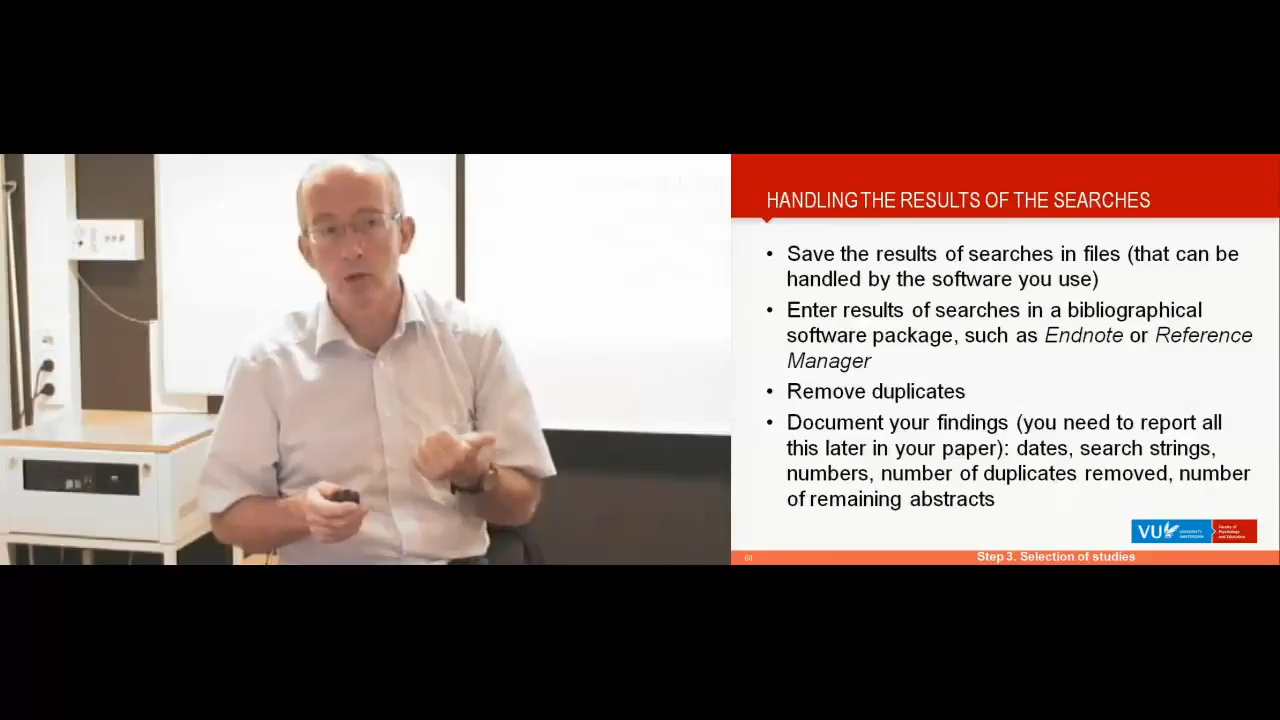 HANDLING THE RESULTS OF THE SEARCHES
• Save the results of searches in files (that can be
handled by the software you use)
• Enter results of searches in a bibliographical
software package, such as Endnote or Reference
Manager
• Remove duplicates
• Document your findings (you need to report all
this later in your paper): dates, search strings,
numbers, number of duplicates removed, number
of remaining abstracts
VU
UNIVERSITY
AMSTERDAM
Faculty of
Psychology
and Education
Step 3. Selection of studies